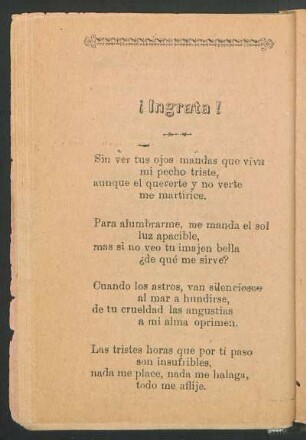 ¡Ingrata!
Sin ver tus ojos mandas que viva
mi pecho triste,
aunque el quererte y no verte
me martirice.
Para alumbrarme, me manda el sol
luz apacible,
mas si no veo tu imajen bella
¿de qué me sirve?
Cuando los astros, van silenciosos
al mar a hundirse,
de tu crueldad las angustias
a mi alma oprimen.
Las tristes horas que por tí paso
son insufribles,
nada me place, nada me halaga,
todo me aflije.